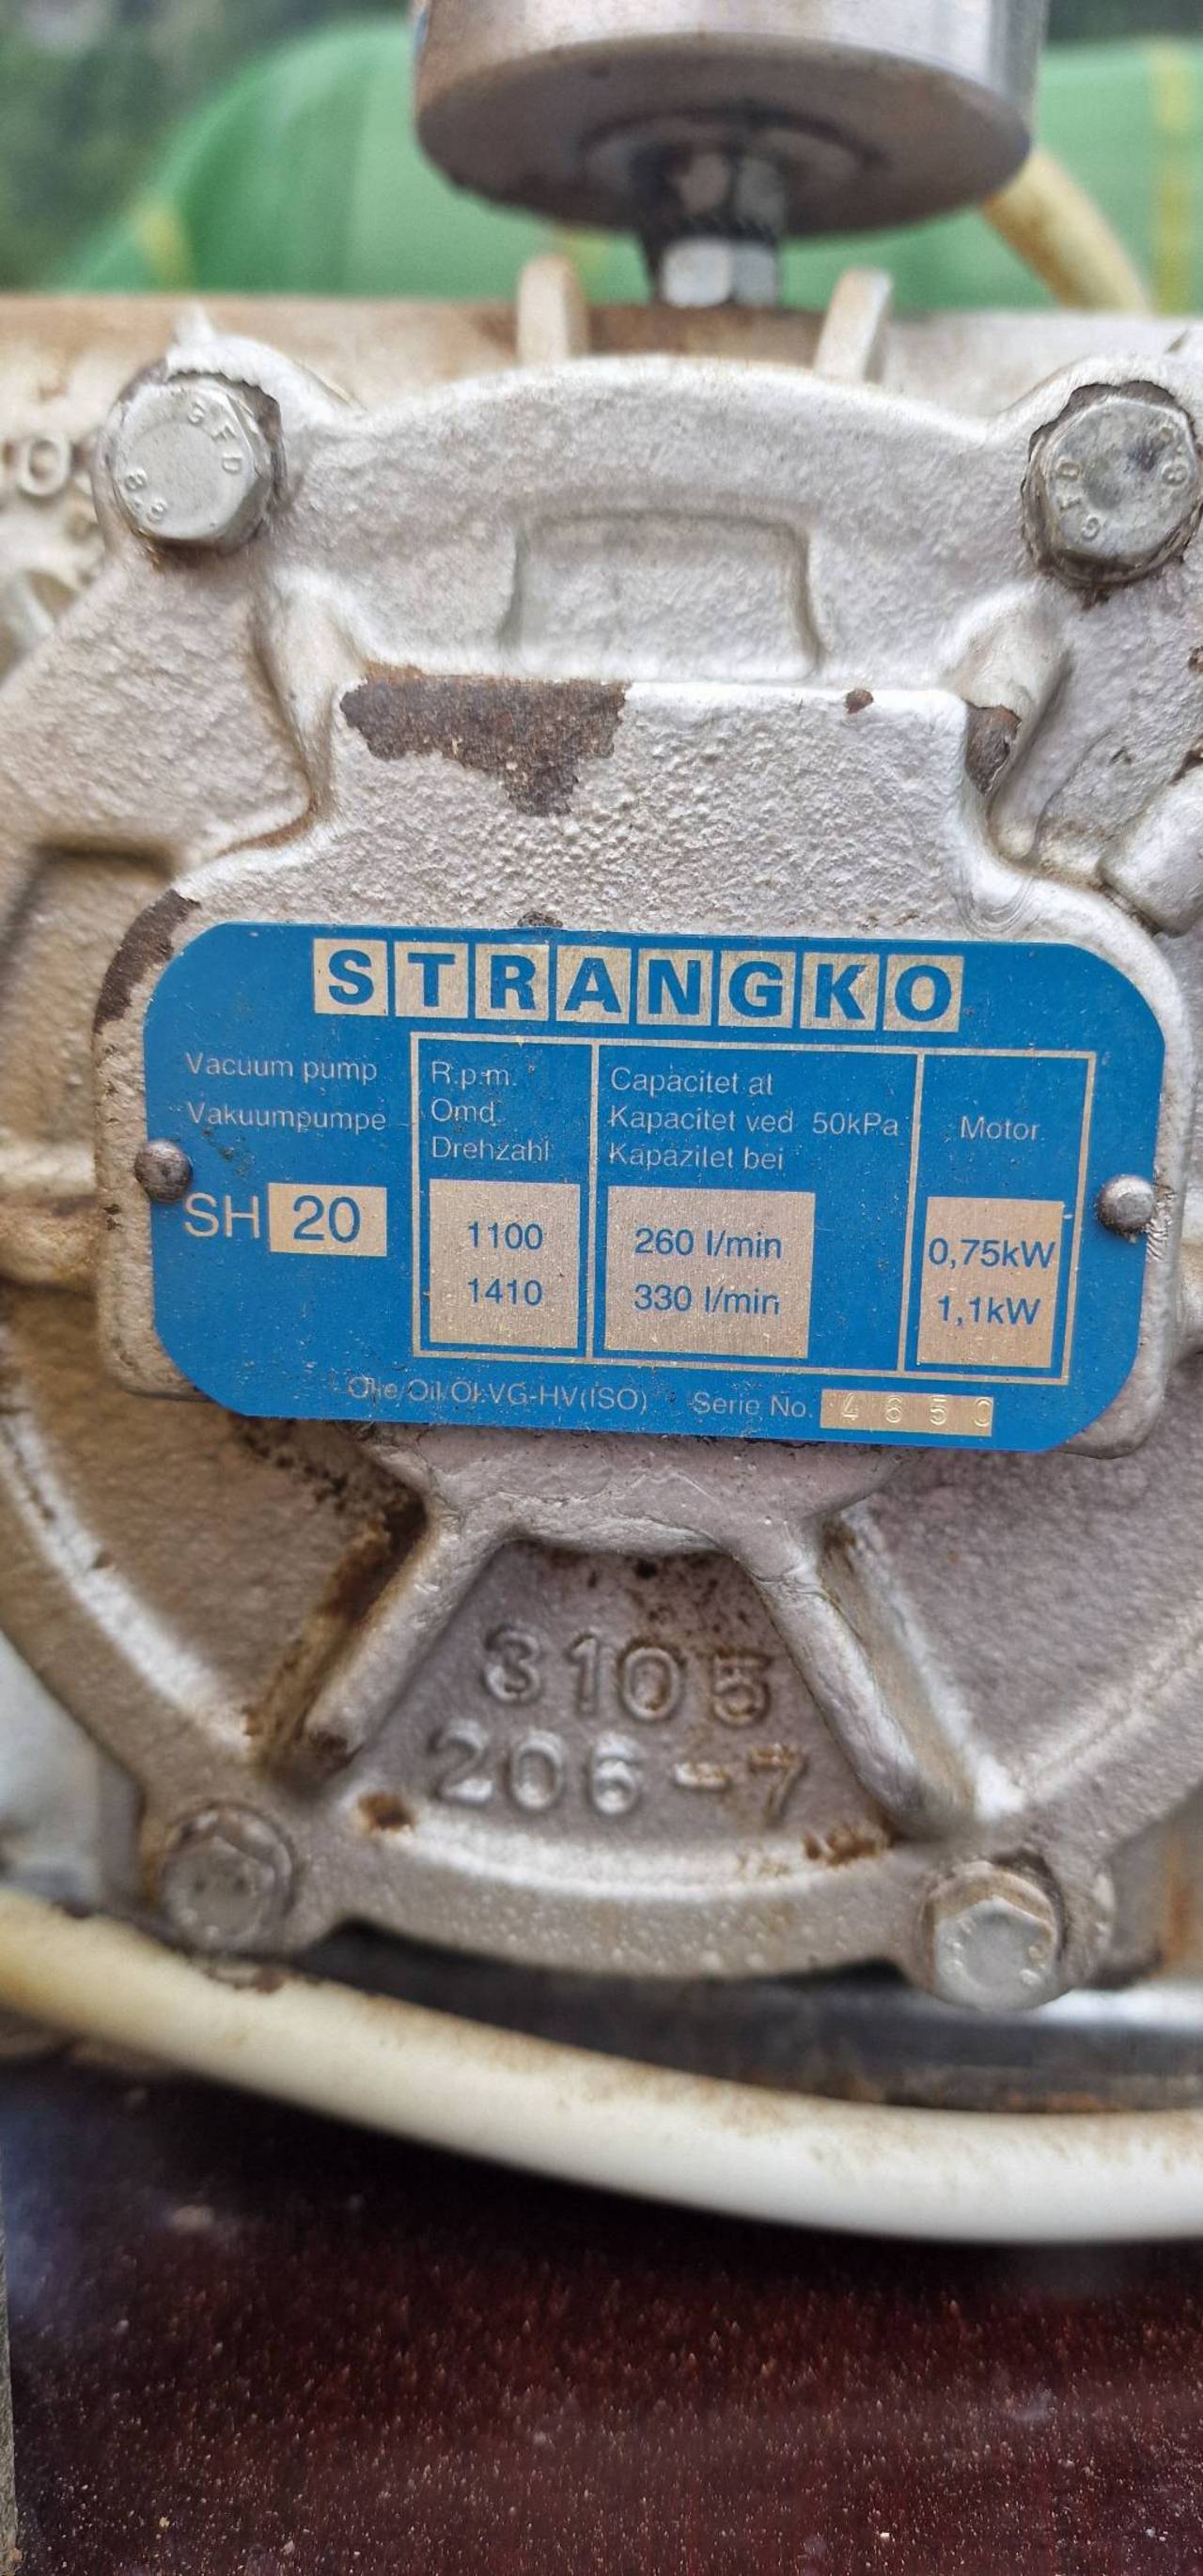 8.8
STRANGKO
Vacuum pump
Vakuumpumpe
SH 20
R.p.m.
Omd.
Drehzahl
1100
1410
Capacitet at
Kapacitet ved 50kPa
Kapazitet bei
260 l/min
330 l/min
Motor
0,75kW
1,1kW
Olie/Oil/Öl:VG-HV(ISO) Serie No. 4650
3105
206-7